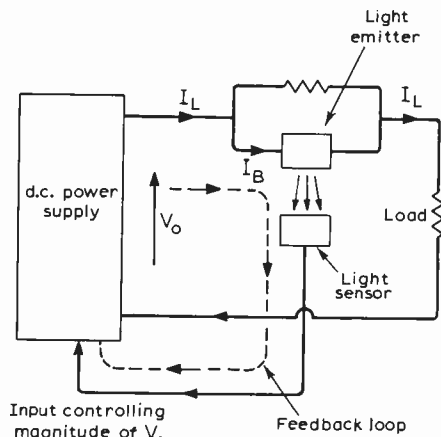 Light
emitter
I_L
I_L
I_B
d.c. power
supply
V_o
Load
Light
sensor
Input controlling
magnitude of V.
Feedback loop